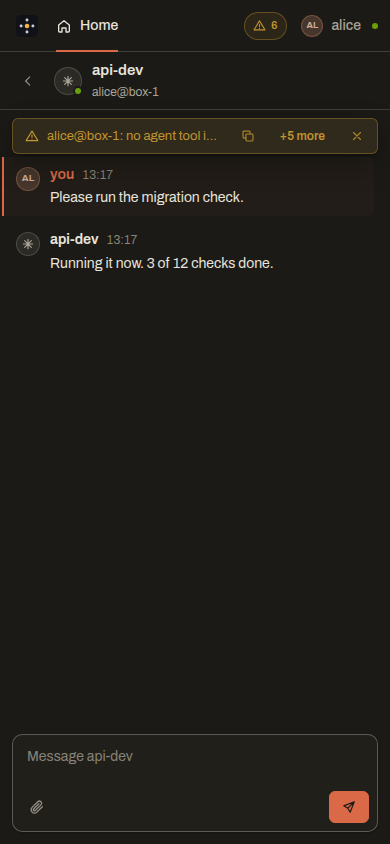 Home
6
AL
alice
api-dev
alice@box-1
alice@box-1: no agent tool i...
+5 more
AL
you 13:17
Please run the migration check.
api-dev 13:17
Running it now. 3 of 12 checks done.
Message api-dev